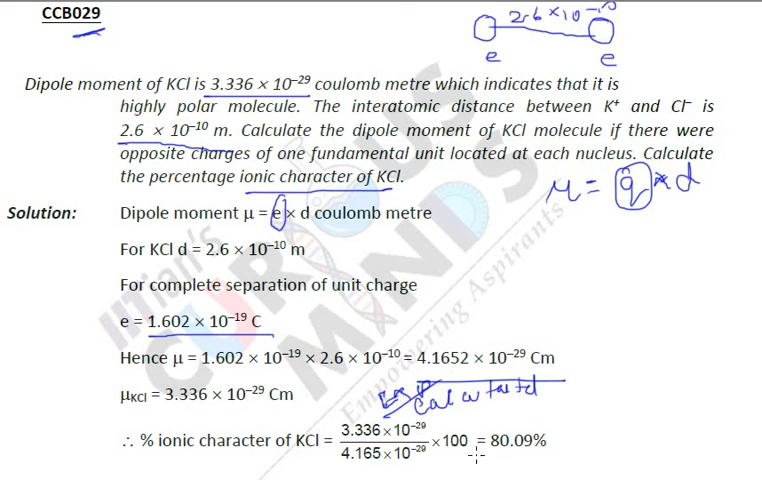 CCB029
2.6 × 10⁻¹⁰
e e
Dipole moment of KCl is 3.336 × 10⁻²⁹ coulomb metre which indicates that it is
highly polar molecule. The interatomic distance between K⁺ and Cl⁻ is
2.6 × 10⁻¹⁰ m. Calculate the dipole moment of KCl molecule if there were
opposite charges of one fundamental unit located at each nucleus. Calculate
the percentage ionic character of KCl.
μ = q × d
Solution: Dipole moment μ = e × d coulomb metre
For KCl d = 2.6 × 10⁻¹⁰ m
For complete separation of unit charge
e = 1.602 × 10⁻¹⁹ C
Hence μ = 1.602 × 10⁻¹⁹ × 2.6 × 10⁻¹⁰ = 4.1652 × 10⁻²⁹ Cm
μKCl = 3.336 × 10⁻²⁹ Cm
∴ % ionic character of KCl = 3.336×10⁻²⁹ / 4.165×10⁻²⁹ ×100 = 80.09%
IITian's
CURIOUS
MINDS
Empowering Aspirants